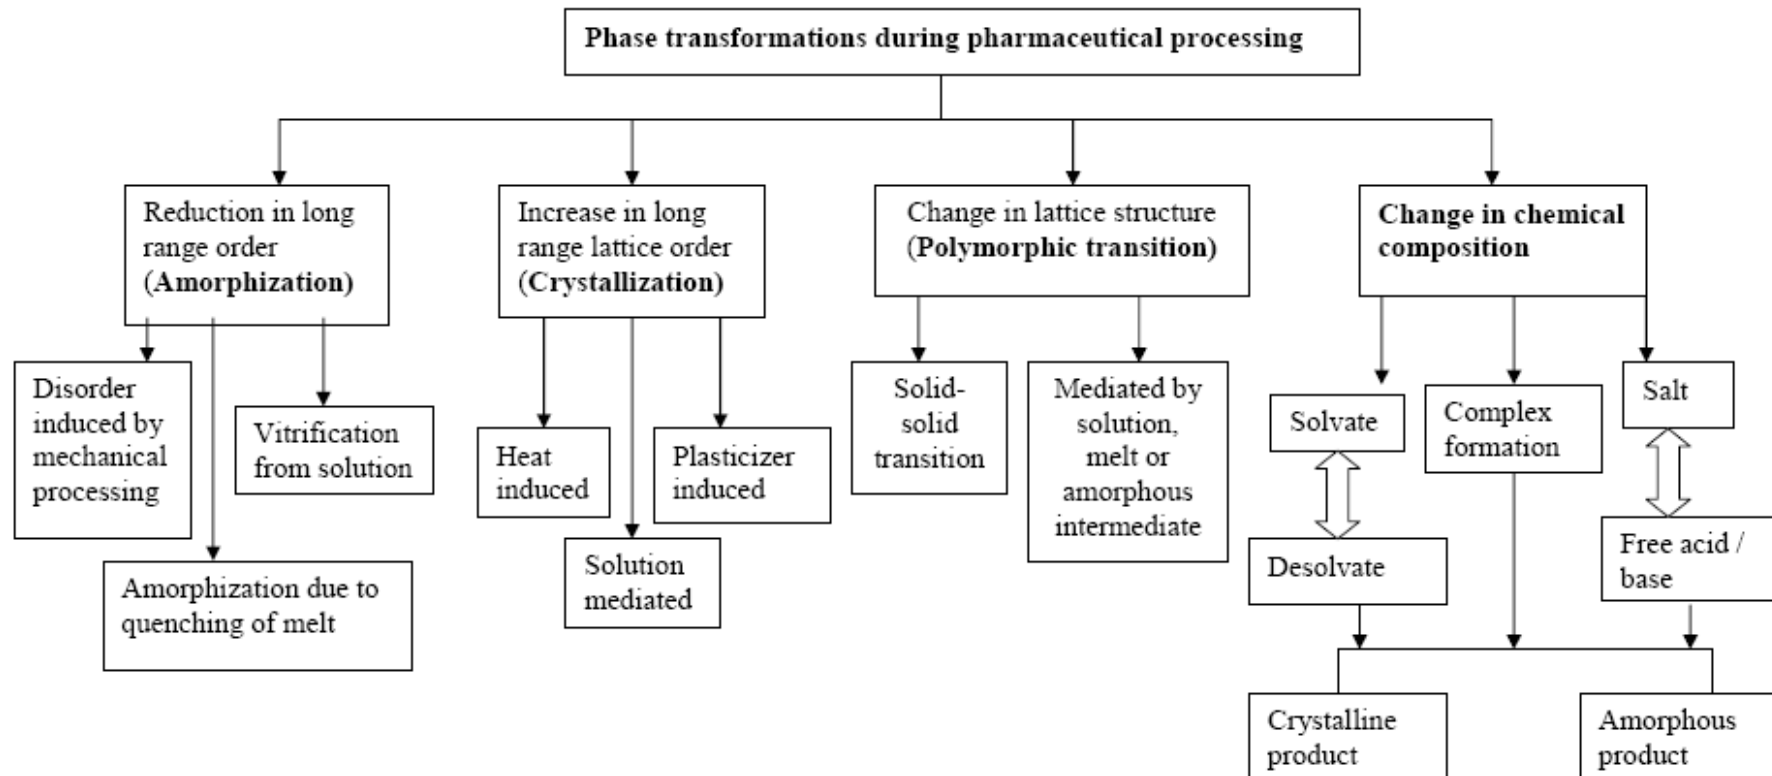 Phase transformations during pharmaceutical processing
Reduction in long
range order
(Amorphization)
Increase in long
range lattice order
(Crystallization)
Change in lattice structure
(Polymorphic transition)
Change in chemical
composition
Disorder
induced by
mechanical
processing
Vitrification
from solution
Amorphization due to
quenching of melt
Heat
induced
Plasticizer
induced
Solution
mediated
Solid-
solid
transition
Mediated by
solution,
melt or
amorphous
intermediate
Solvate
Complex
formation
Salt
Desolvate
Free acid /
base
Crystalline
product
Amorphous
product